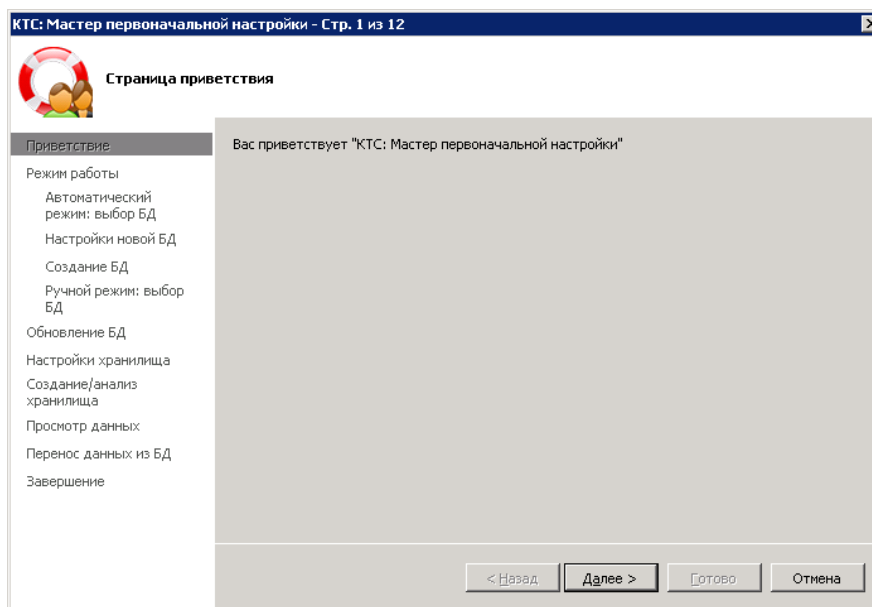 КТС: Мастер первоначальной настройки - Стр. 1 из 12
Страница приветствия
Приветствие
Вас приветствует "КТС: Мастер первоначальной настройки"
Режим работы
Автоматический
режим: выбор БД
Настройки новой БД
Создание БД
Ручной режим: выбор
БД
Обновление БД
Настройки хранилища
Создание/анализ
хранилища
Просмотр данных
Перенос данных из БД
Завершение
< Назад
Далее >
Готово
Отмена